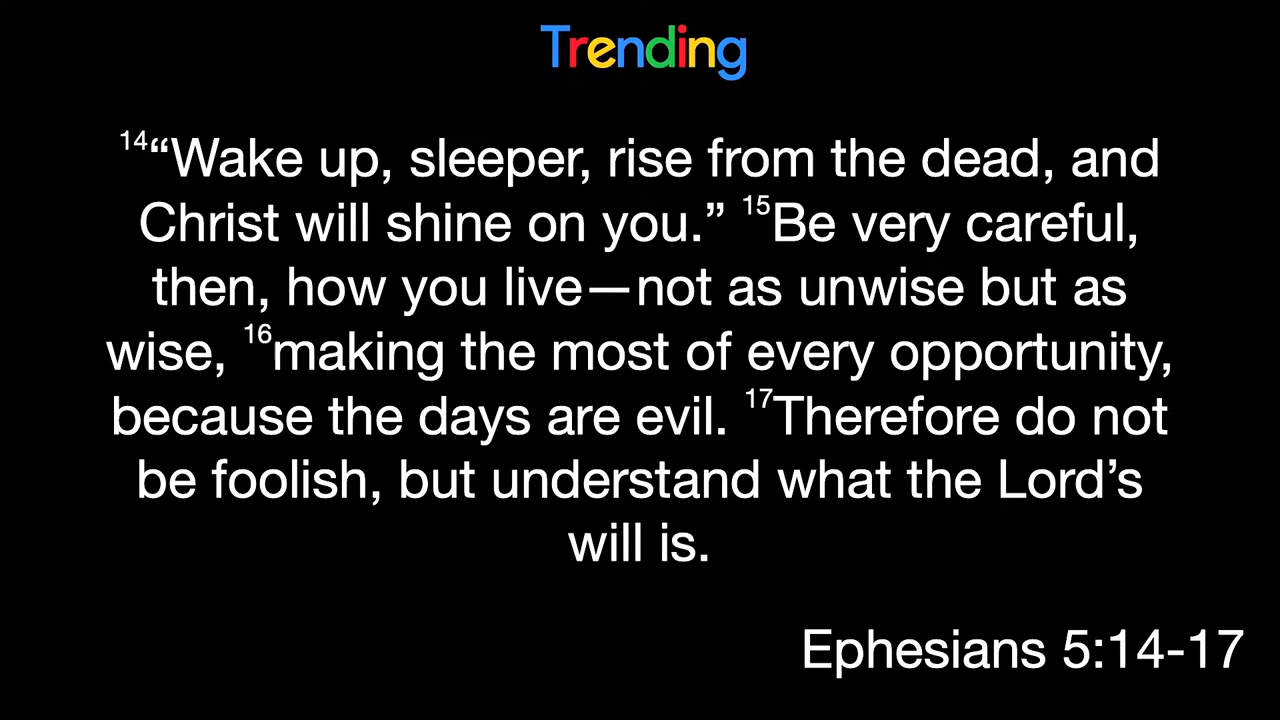 Trending
14“Wake up, sleeper, rise from the dead, and
Christ will shine on you.” 15Be very careful,
then, how you live—not as unwise but as
wise, 16making the most of every opportunity,
because the days are evil. 17Therefore do not
be foolish, but understand what the Lord’s
will is.
Ephesians 5:14-17